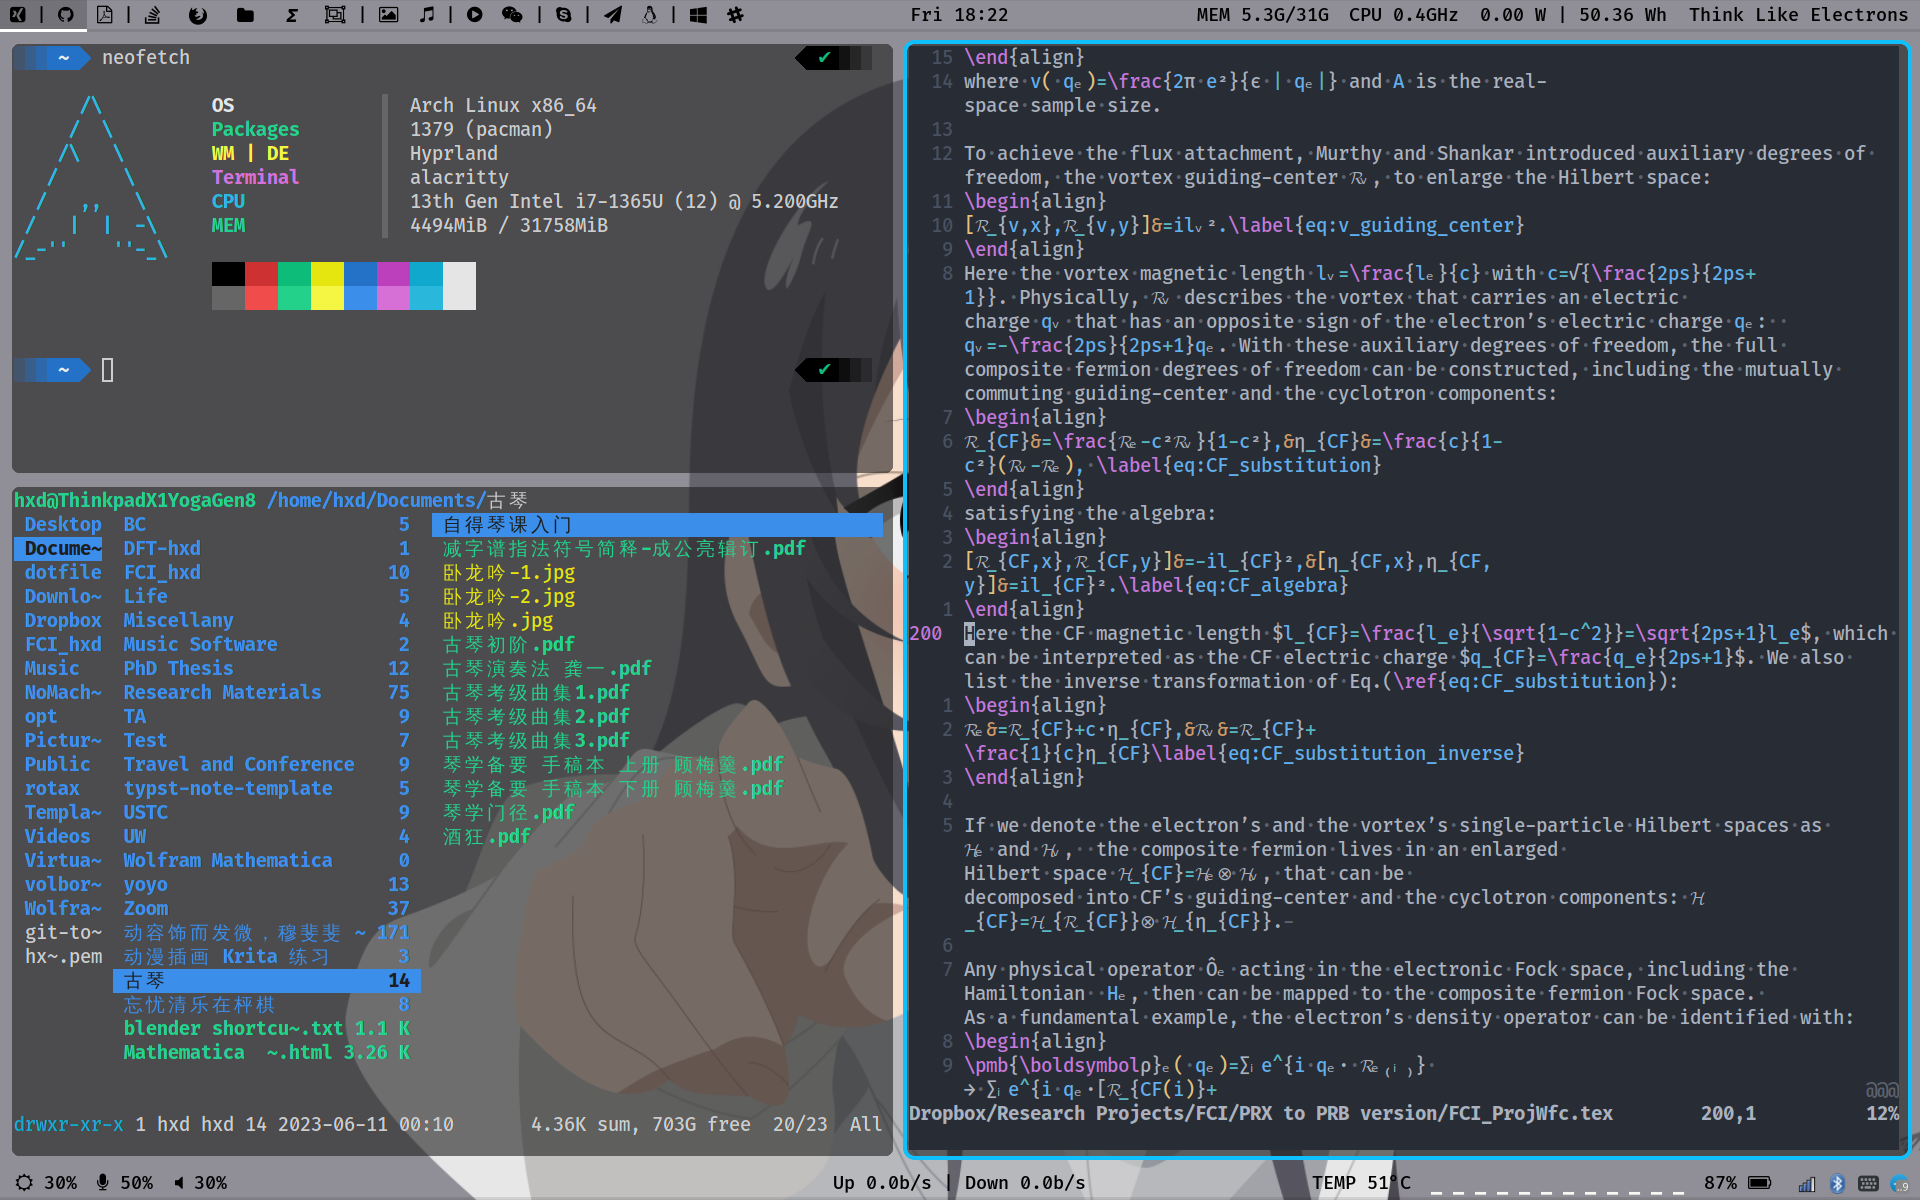 Fri 18:22
MEM 5.3G/31G CPU 0.4GHz 0.00 W | 50.36 Wh Think Like Electrons
~ neofetch ✔
OS Arch Linux x86_64
Packages 1379 (pacman)
WM | DE Hyprland
Terminal alacritty
CPU 13th Gen Intel i7-1365U (12) @ 5.200GHz
MEM 4494MiB / 31758MiB
~ ✔
hxd@ThinkpadX1YogaGen8 /home/hxd/Documents/古琴
Desktop BC 5 自得琴课入门
Docume~ DFT-hxd 1 减字谱指法符号简释-成公亮辑订.pdf
dotfile FCI_hxd 10 卧龙吟-1.jpg
Downlo~ Life 5 卧龙吟-2.jpg
Dropbox Miscellany 4 卧龙吟.jpg
FCI_hxd Music Software 2 古琴初阶.pdf
Music PhD Thesis 12 古琴演奏法 龚一.pdf
NoMach~ Research Materials 75 古琴考级曲集1.pdf
opt TA 9 古琴考级曲集2.pdf
Pictur~ Test 7 古琴考级曲集3.pdf
Public Travel and Conference 9 琴学备要 手稿本 上册 顾梅羹.pdf
rotax typst-note-template 5 琴学备要 手稿本 下册 顾梅羹.pdf
Templa~ USTC 9 琴学门径.pdf
Videos UW 4 酒狂.pdf
Virtua~ Wolfram Mathematica 0
volbor~ yoyo 13
Wolfra~ Zoom 37
git-to~ 动容饰而发微，穆斐斐 ~ 171
hx~.pem 动漫插画 Krita 练习 3
古琴 14
忘忧清乐在枰棋 8
blender shortcu~.txt 1.1 K
Mathematica ~.html 3.26 K
drwxr-xr-x 1 hxd hxd 14 2023-06-11 00:10 4.36K sum, 703G free 20/23 All
15 \end{align}
14 where·v(·qₑ)=\frac{2π·e²}{ϵ·|·qₑ|}·and·A·is·the·real-
space·sample·size.
13
12 To·achieve·the·flux·attachment,·Murthy·and·Shankar·introduced·auxiliary·degrees·of·
freedom,·the·vortex·guiding-center·ℛᵥ,·to·enlarge·the·Hilbert·space:
11 \begin{align}
10 [ℛ_{v,x},ℛ_{v,y}]&=ilᵥ².\label{eq:v_guiding_center}
9 \end{align}
8 Here·the·vortex·magnetic·length·lᵥ=\frac{lₑ}{c}·with·c=√{\frac{2ps}{2ps+
1}}.·Physically,·ℛᵥ·describes·the·vortex·that·carries·an·electric·
charge·qᵥ·that·has·an·opposite·sign·of·the·electron’s·electric·charge·qₑ:··
qᵥ=-\frac{2ps}{2ps+1}qₑ.·With·these·auxiliary·degrees·of·freedom,·the·full·
composite·fermion·degrees·of·freedom·can·be·constructed,·including·the·mutually·
commuting·guiding-center·and·the·cyclotron·components:
7 \begin{align}
6 ℛ_{CF}&=\frac{ℛₑ-c²ℛᵥ}{1-c²},&η_{CF}&=\frac{c}{1-
c²}(ℛᵥ-ℛₑ),·\label{eq:CF_substitution}
5 \end{align}
4 satisfying·the·algebra:
3 \begin{align}
2 [ℛ_{CF,x},ℛ_{CF,y}]&=-il_{CF}²,&[η_{CF,x},η_{CF,
y}]&=il_{CF}².\label{eq:CF_algebra}
1 \end{align}
200 Here·the·CF·magnetic·length·$l_{CF}=\frac{l_e}{\sqrt{1-c^2}}=\sqrt{2ps+1}l_e$,·which·
can·be·interpreted·as·the·CF·electric·charge·$q_{CF}=\frac{q_e}{2ps+1}$.·We·also·
list·the·inverse·transformation·of·Eq.(\ref{eq:CF_substitution}):
1 \begin{align}
2 ℛₑ&=ℛ_{CF}+c·η_{CF},&ℛᵥ&=ℛ_{CF}+
\frac{1}{c}η_{CF}\label{eq:CF_substitution_inverse}
3 \end{align}
4
5 If·we·denote·the·electron’s·and·the·vortex’s·single-particle·Hilbert·spaces·as·
ℋₑ·and·ℋᵥ,··the·composite·fermion·lives·in·an·enlarged·
Hilbert·space·ℋ_{CF}=ℋₑ⊗ℋᵥ,·that·can·be·
decomposed·into·CF’s·guiding-center·and·the·cyclotron·components:·ℋ
_{CF}=ℋ_{ℛ_{CF}}⊗ℋ_{η_{CF}}.-
6
7 Any·physical·operator·Ôₑ·acting·in·the·electronic·Fock·space,·including·the·
Hamiltonian··Hₑ,·then·can·be·mapped·to·the·composite·fermion·Fock·space.·
As·a·fundamental·example,·the·electron’s·density·operator·can·be·identified·with:
8 \begin{align}
9 \pmb{\boldsymbolρ}ₑ(·qₑ)=∑ᵢe^{i·qₑ··ℛₑ₍ᵢ₎}·
→·∑ᵢe^{i·qₑ·[ℛ_{CF(i)}+
@@@
Dropbox/Research Projects/FCI/PRX to PRB version/FCI_ProjWfc.tex 200,1 12%
30% 50% 30%
Up 0.0b/s | Down 0.0b/s
TEMP 51°C
87%